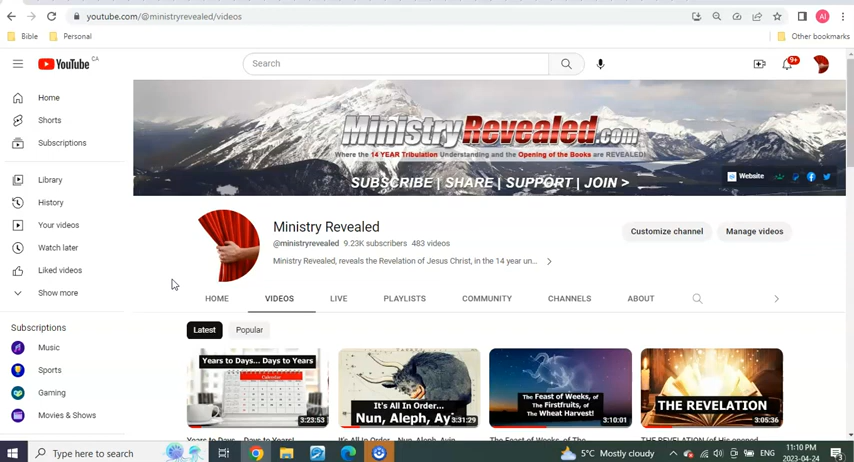 youtube.com/@ministryrevealed/videos
Bible
Personal
Other bookmarks
YouTube CA
Search
9+
Home
Shorts
Subscriptions
Library
History
Your videos
Watch later
Liked videos
Show more
Subscriptions
Music
Sports
Gaming
Movies & Shows
MinistryRevealed.com
Where the 14 YEAR Tribulation Understanding and the Opening of the Books are REVEALED!
SUBSCRIBE | SHARE | SUPPORT | JOIN >
Website
Ministry Revealed
@ministryrevealed 9.23K subscribers 483 videos
Ministry Revealed, reveals the Revelation of Jesus Christ, in the 14 year un...
Customize channel
Manage videos
HOME
VIDEOS
LIVE
PLAYLISTS
COMMUNITY
CHANNELS
ABOUT
Latest
Popular
Years to Days... Days to Years
3:23:53
It's All In Order...
Nun, Aleph, Ayi
3:31:29
The Feast of Weeks, of
The Firstfruits, of
The Wheat Harvest!
3:10:01
THE REVELATION
3:05:36
Type here to search
5°C Mostly cloudy
ENG
11:10 PM
2023-04-24